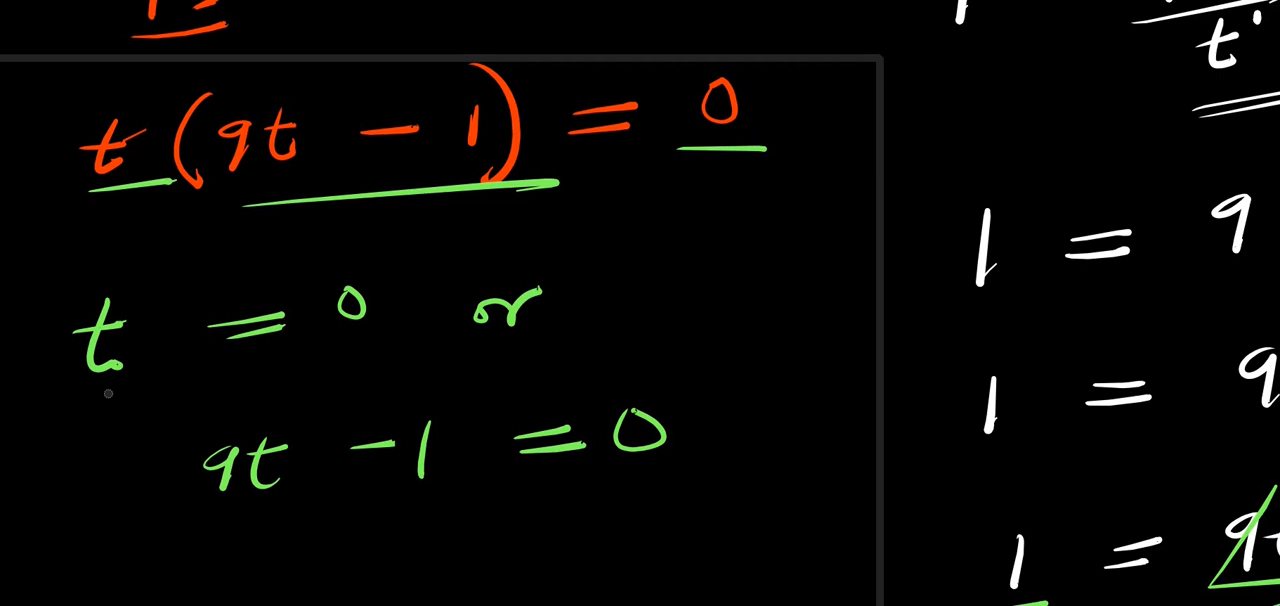 t(9t - 1) = 0
t = 0 or
9t - 1 = 0
t
1 = 9
1 = 9
1 = 9